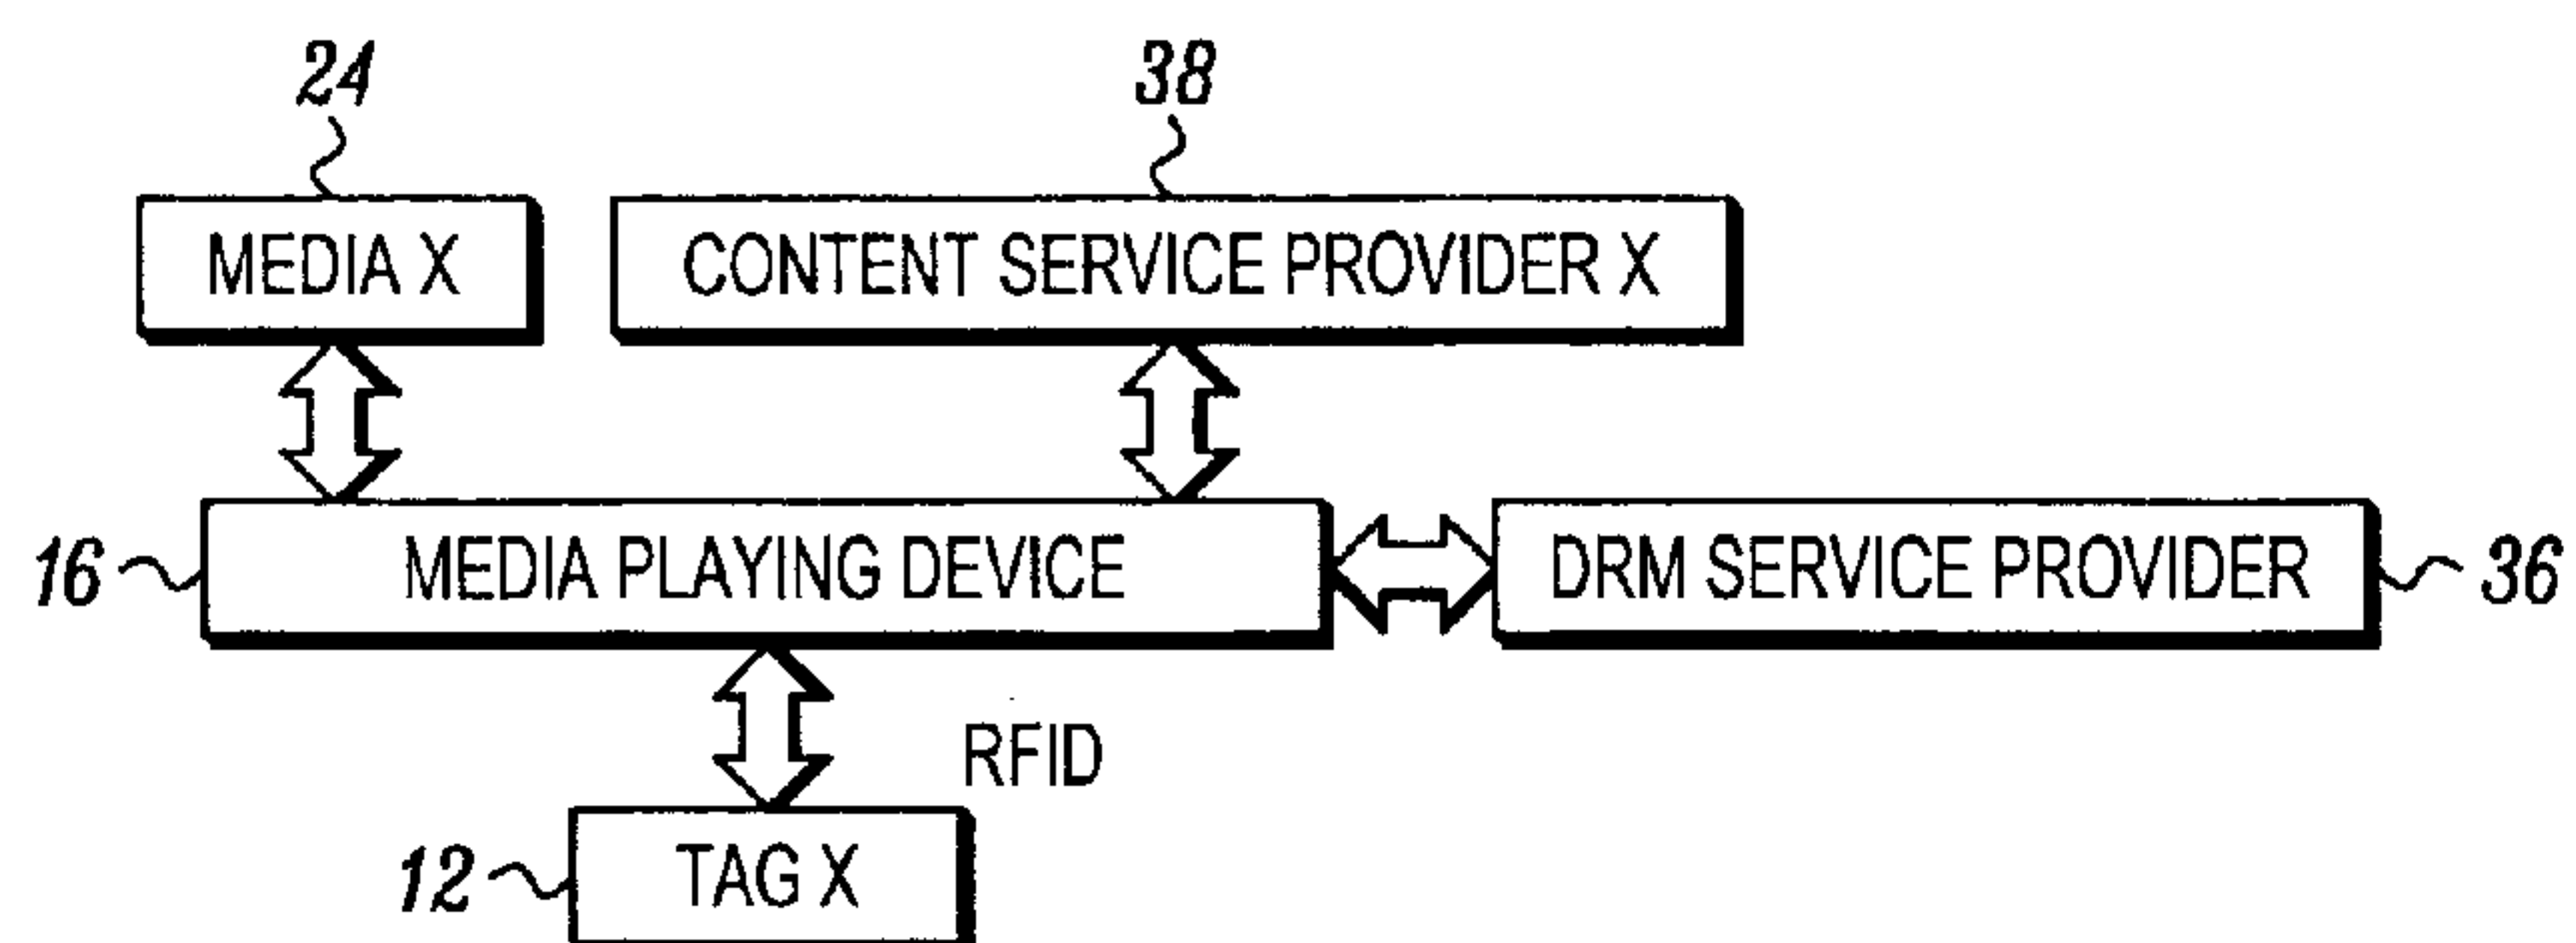 24
38
MEDIA X
CONTENT SERVICE PROVIDER X
16
MEDIA PLAYING DEVICE
DRM SERVICE PROVIDER
36
RFID
12
TAG X